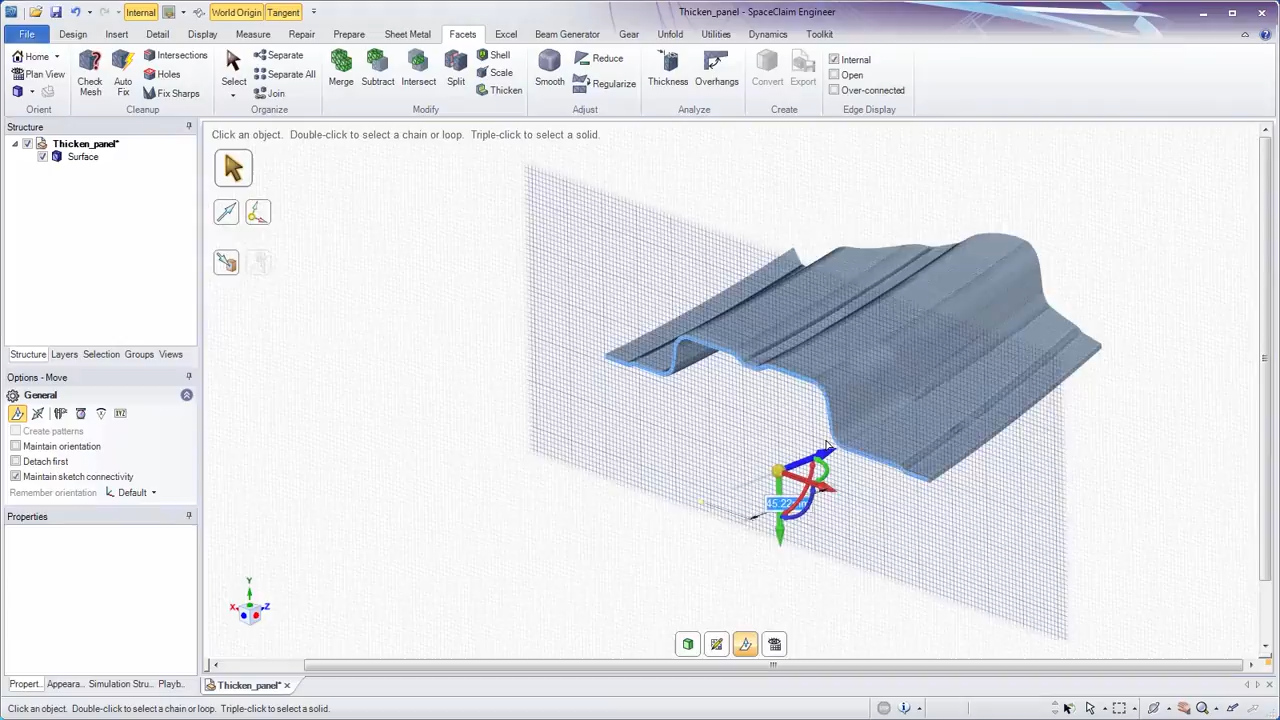 Internal World Origin Tangent
Thicken_panel - SpaceClaim Engineer
File Design Insert Detail Display Measure Repair Prepare Sheet Metal Facets Excel Beam Generator Gear Unfold Utilities Dynamics Toolkit
Home
Plan View
Orient
Check Mesh
Auto Fix
Intersections
Holes
Fix Sharps
Cleanup
Select
Separate
Separate All
Join
Organize
Merge
Subtract
Intersect
Split
Shell
Scale
Thicken
Modify
Smooth
Reduce
Regularize
Adjust
Thickness
Overhangs
Analyze
Convert
Export
Create
Internal
Open
Over-connected
Edge Display
Structure
Thicken_panel*
Surface
Structure Layers Selection Groups Views
Options - Move
General
XYZ
Create patterns
Maintain orientation
Detach first
Maintain sketch connectivity
Remember orientation Default
Properties
Propert... Appeara... Simulation Stru... Playb...
Click an object. Double-click to select a chain or loop. Triple-click to select a solid.
Y
X
Z
Thicken_panel*
Click an object. Double-click to select a chain or loop. Triple-click to select a solid.